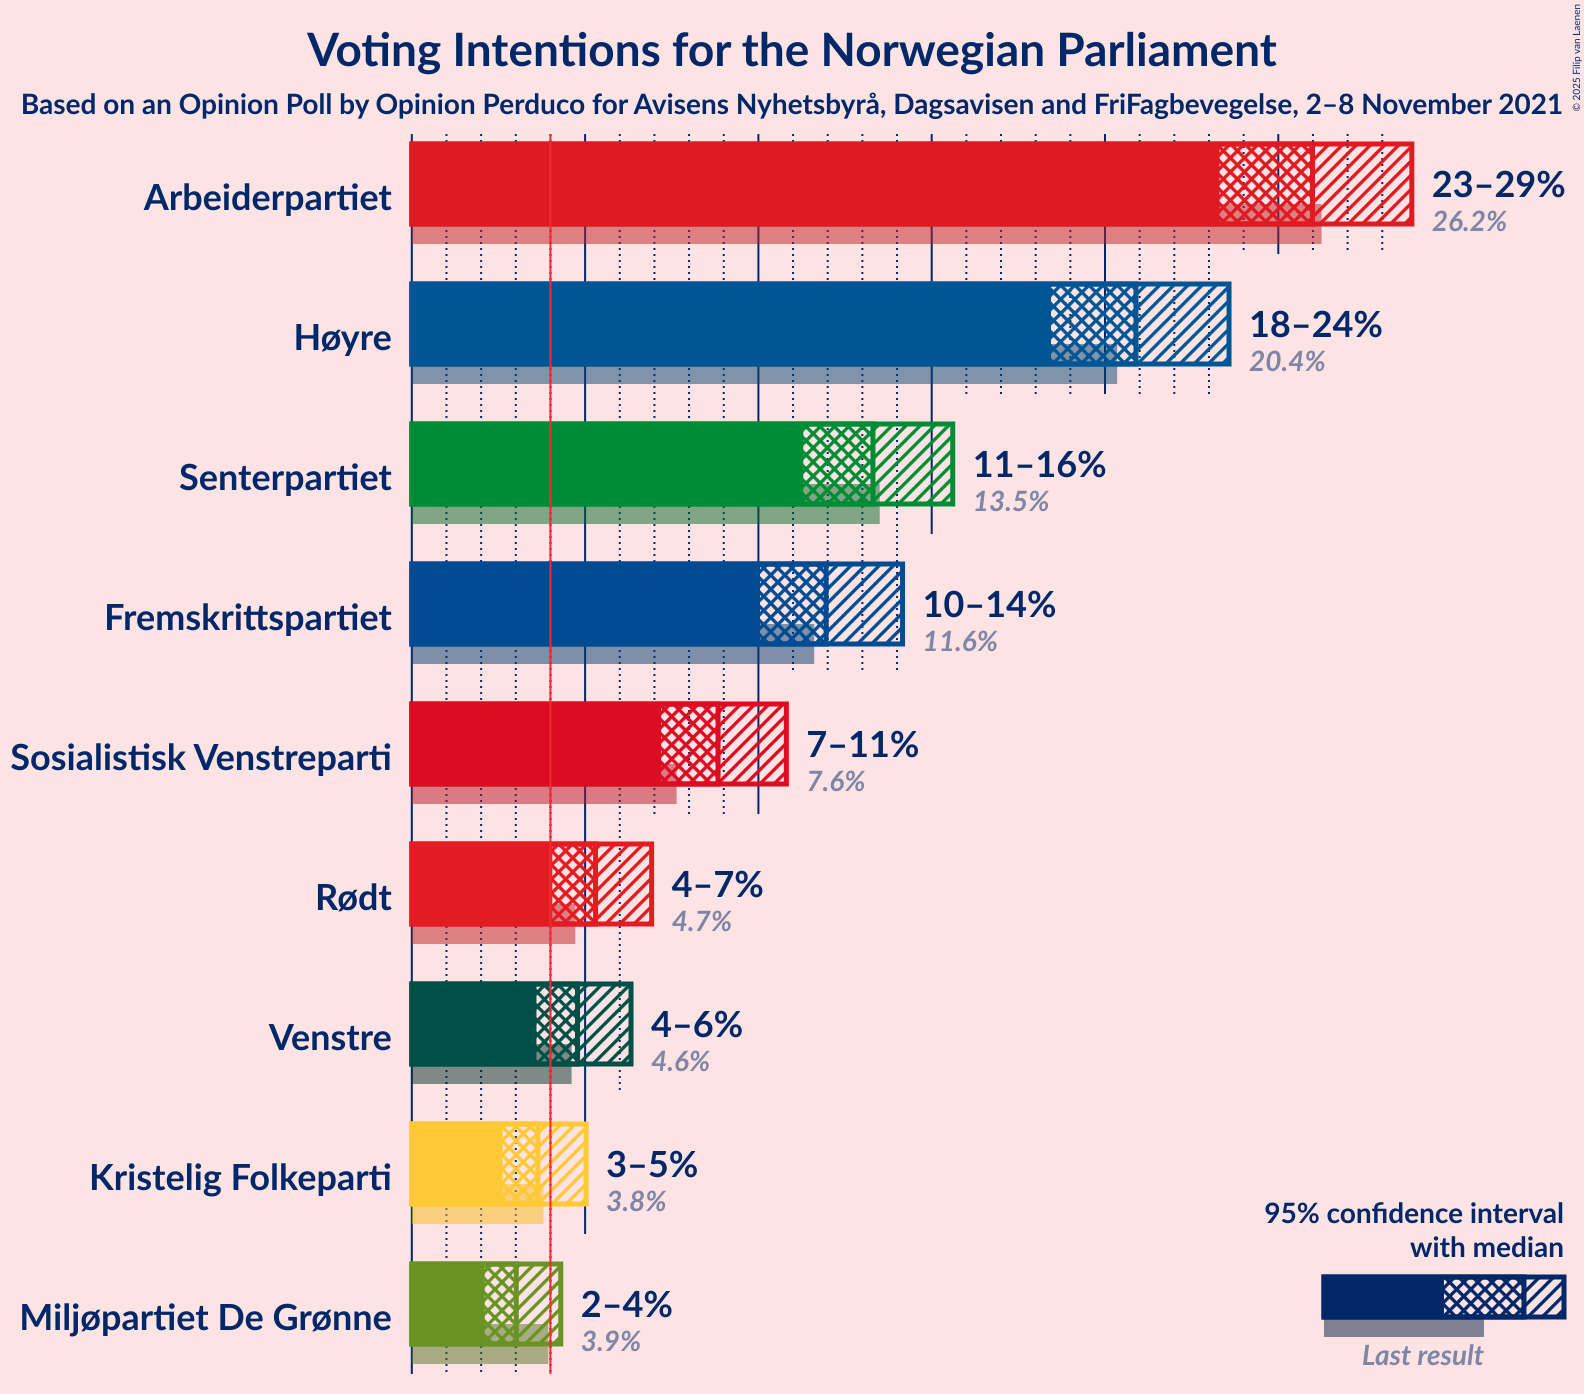 Voting Intentions for the Norwegian Parliament
© 2025 Filip van Laenen
Based on an Opinion Poll by Opinion Perduco for Avisens Nyhetsbyrå, Dagsavisen and FriFagbevegelse, 2–8 November 2021
Arbeiderpartiet
23–29%
26.2%
Høyre
18–24%
20.4%
Senterpartiet
11–16%
13.5%
Fremskrittspartiet
10–14%
11.6%
Sosialistisk Venstreparti
7–11%
7.6%
Rødt
4–7%
4.7%
Venstre
4–6%
4.6%
Kristelig Folkeparti
3–5%
3.8%
Miljøpartiet De Grønne
2–4%
3.9%
95% confidence interval
with median
Last result